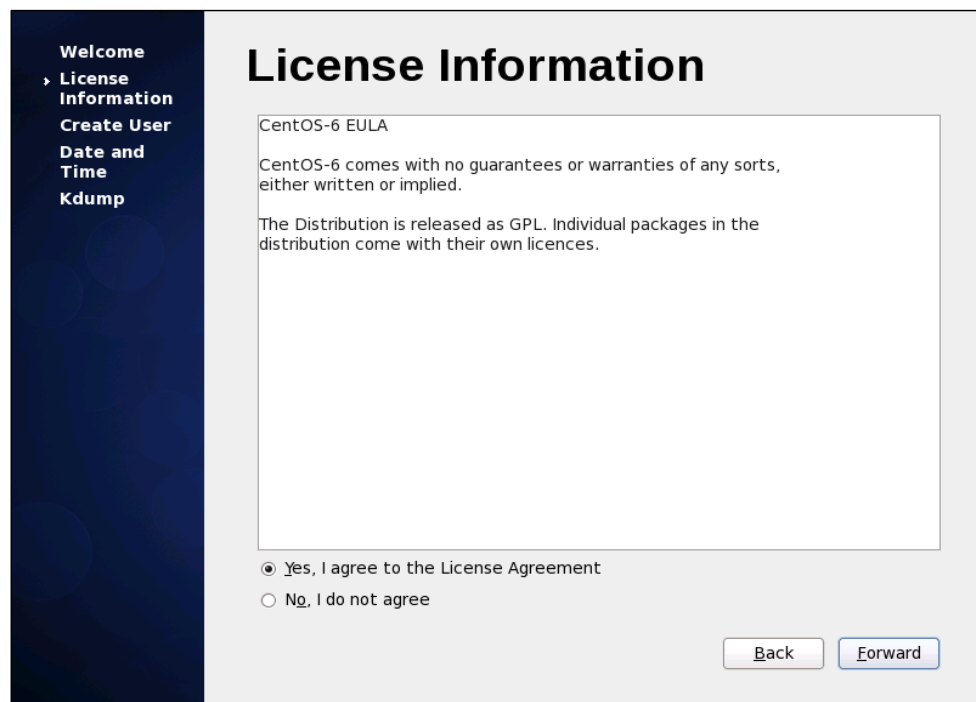 Welcome
License
Information
Create User
Date and
Time
Kdump
License Information
CentOS-6 EULA
CentOS-6 comes with no guarantees or warranties of any sorts,
either written or implied.
The Distribution is released as GPL. Individual packages in the
distribution come with their own licences.
Yes, I agree to the License Agreement
No, I do not agree
Back
Forward